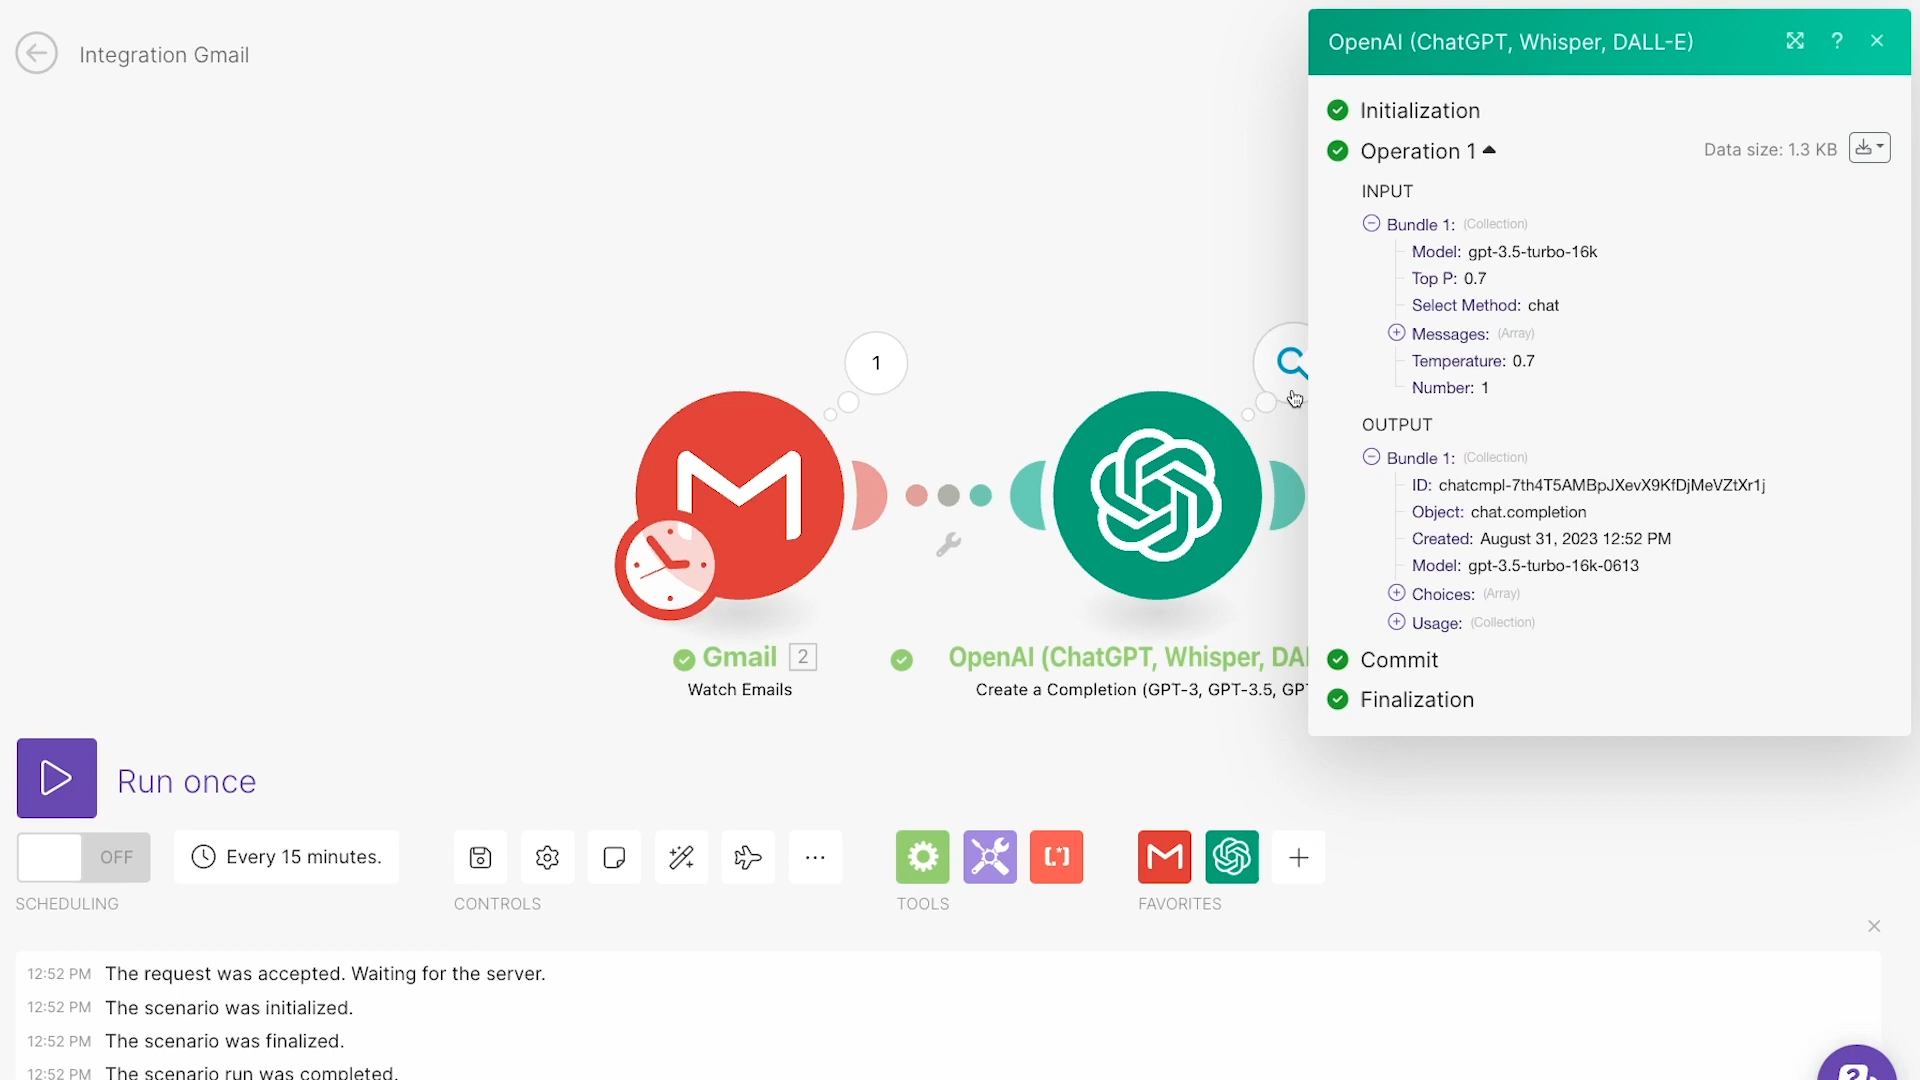 Integration Gmail
OpenAI (ChatGPT, Whisper, DALL-E)
?
Initialization
Operation 1
Data size: 1.3 KB
INPUT
Bundle 1: (Collection)
Model: gpt-3.5-turbo-16k
Top P: 0.7
Select Method: chat
Messages: (Array)
Temperature: 0.7
Number: 1
OUTPUT
Bundle 1: (Collection)
ID: chatcmpl-7th4T5AMBpJXevX9KfDjMeVZtXr1j
Object: chat.completion
Created: August 31, 2023 12:52 PM
Model: gpt-3.5-turbo-16k-0613
Choices: (Array)
Usage: (Collection)
Commit
Finalization
1
Gmail 2
Watch Emails
OpenAI (ChatGPT, Whisper, DA
Create a Completion (GPT-3, GPT-3.5, GP
Run once
OFF
Every 15 minutes.
SCHEDULING
CONTROLS
TOOLS
FAVORITES
12:52 PM The request was accepted. Waiting for the server.
12:52 PM The scenario was initialized.
12:52 PM The scenario was finalized.
12:52 PM The scenario run was completed.